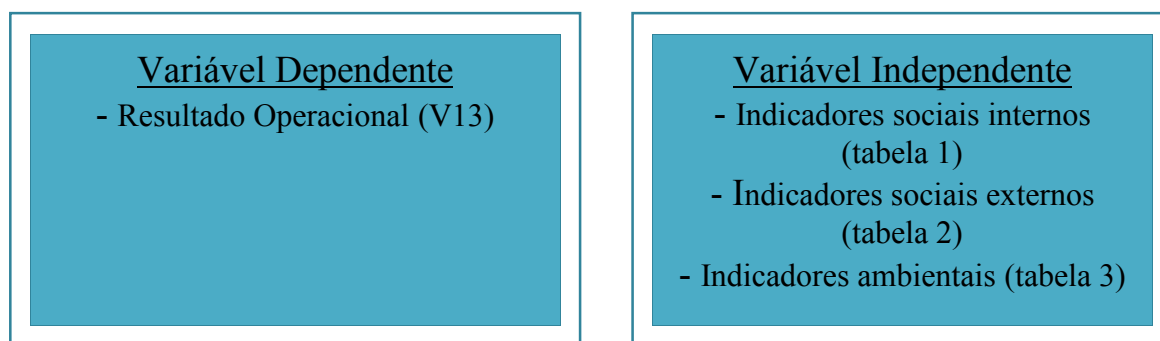 Variável Dependente
- Resultado Operacional (V13)
Variável Independente
- Indicadores sociais internos
(tabela 1)
- Indicadores sociais externos
(tabela 2)
- Indicadores ambientais (tabela 3)